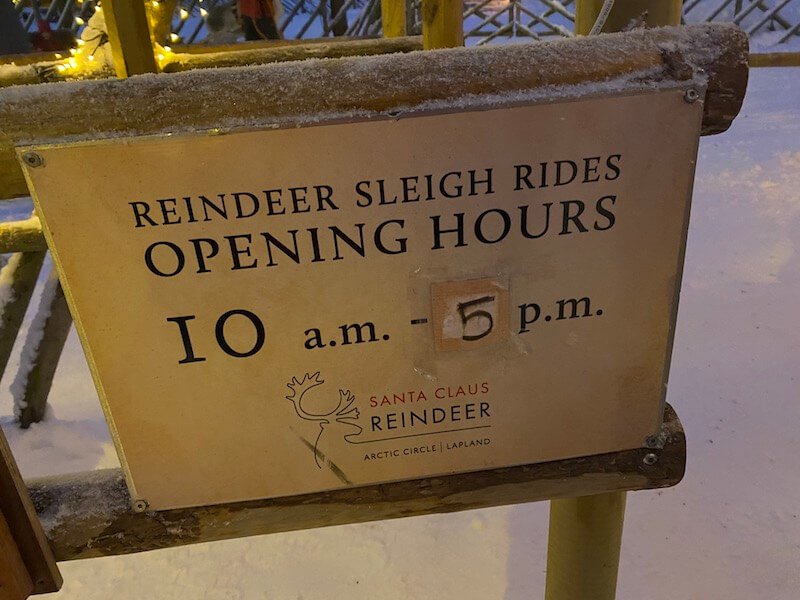 REINDEER SLEIGH RIDES
OPENING HOURS
10 a.m. - 5 p.m.
SANTA CLAUS
REINDEER
ARCTIC CIRCLE | LAPLAND